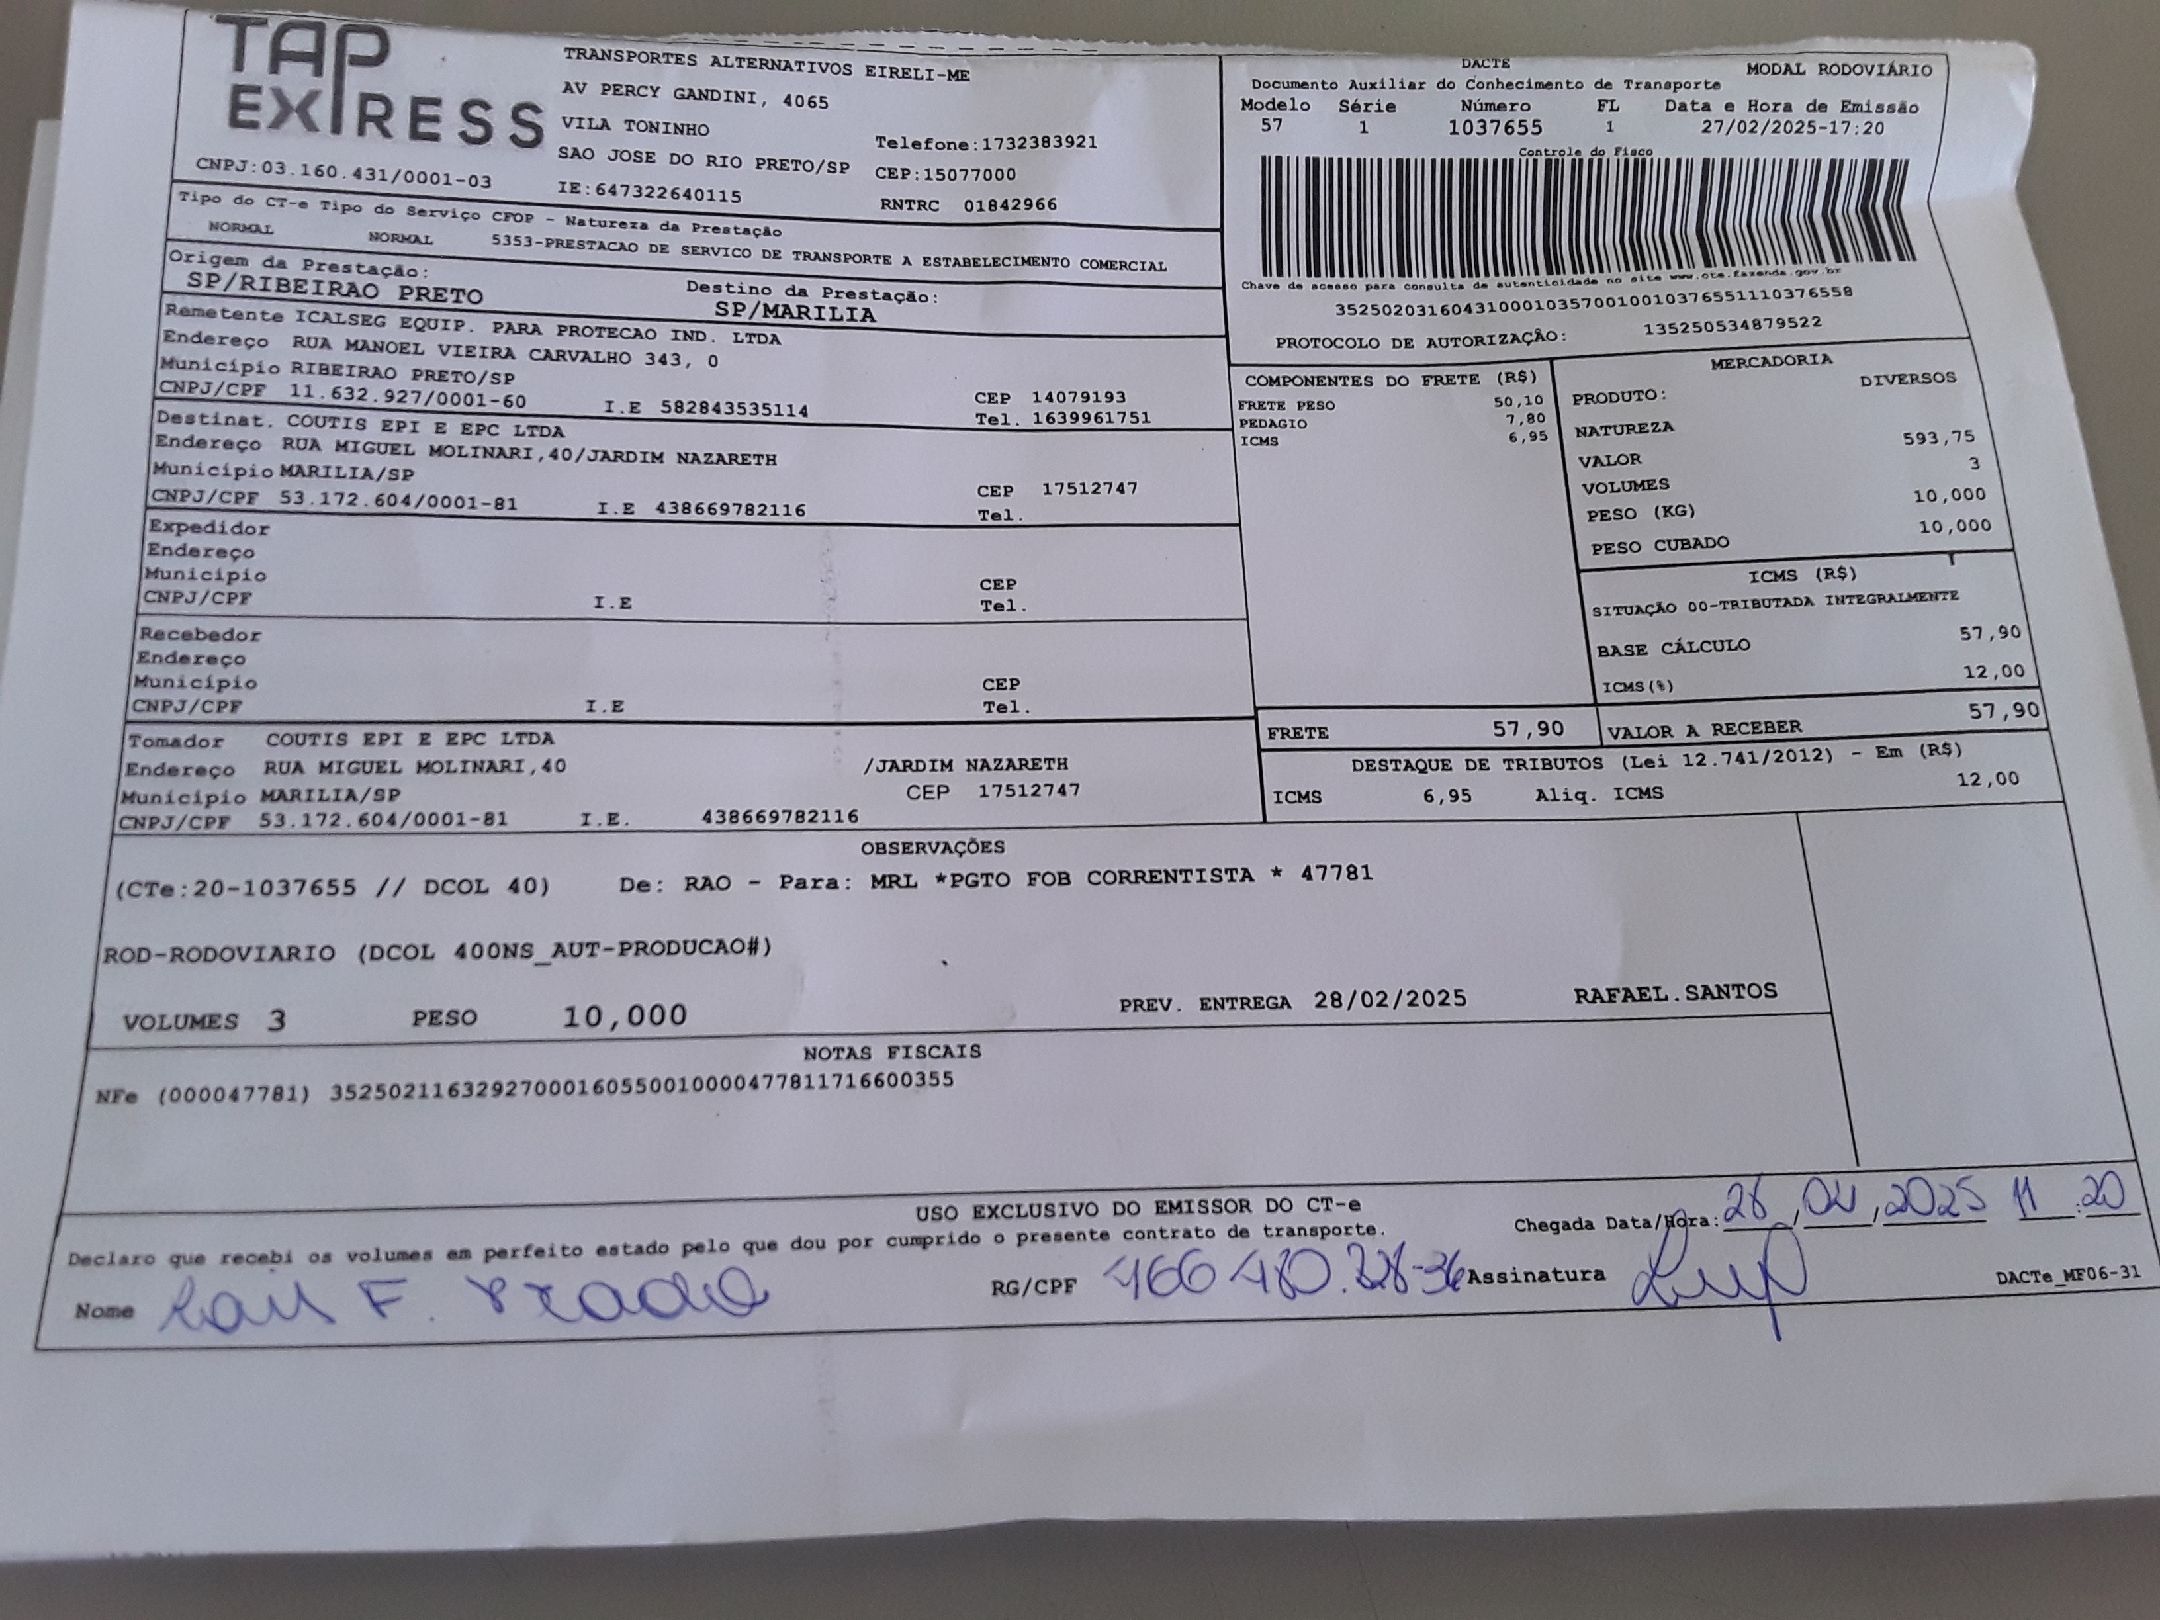 TAP
EXPRESS
CNPJ:03.160.431/0001-03
TRANSPORTES ALTERNATIVOS EIRELI-ME
AV PERCY GANDINI, 4065
VILA TONINHO
Telefone:1732383921
SAO JOSE DO RIO PRETO/SP CEP:15077000
IE:647322640115 RNTRC 01842966
DACTE
MODAL RODOVIÁRIO
Documento Auxiliar do Conhecimento de Transporte
Modelo Série Número FL Data e Hora de Emissão
57 1 1037655 1 27/02/2025-17:20
Controle do Fisco
Chave de acesso para consulta de autenticidade no site www.cte.fazenda.gov.br
35250203160431000103570010010376551110376558
PROTOCOLO DE AUTORIZAÇÃO: 135250534879522
Tipo do CT-e Tipo do Serviço CFOP - Natureza da Prestação
NORMAL NORMAL 5353-PRESTACAO DE SERVICO DE TRANSPORTE A ESTABELECIMENTO COMERCIAL
Origem da Prestação: Destino da Prestação:
SP/RIBEIRAO PRETO SP/MARILIA
Remetente ICALSEG EQUIP. PARA PROTECAO IND. LTDA
Endereço RUA MANOEL VIEIRA CARVALHO 343, 0
Município RIBEIRAO PRETO/SP CEP 14079193
CNPJ/CPF 11.632.927/0001-60 I.E 582843535114 Tel. 1639961751
Destinat. COUTIS EPI E EPC LTDA
Endereço RUA MIGUEL MOLINARI,40/JARDIM NAZARETH
Município MARILIA/SP CEP 17512747
CNPJ/CPF 53.172.604/0001-81 I.E 438669782116 Tel.
Expedidor
Endereço
Município CEP
CNPJ/CPF I.E Tel.
Recebedor
Endereço
Município CEP
CNPJ/CPF I.E Tel.
Tomador COUTIS EPI E EPC LTDA
Endereço RUA MIGUEL MOLINARI,40 /JARDIM NAZARETH
Município MARILIA/SP CEP 17512747
CNPJ/CPF 53.172.604/0001-81 I.E. 438669782116
COMPONENTES DO FRETE (R$)
FRETE PESO 50,10
PEDAGIO 7,80
ICMS 6,95
MERCADORIA
PRODUTO: DIVERSOS
NATUREZA
VALOR 593,75
VOLUMES 3
PESO (KG) 10,000
PESO CUBADO 10,000
ICMS (R$)
SITUAÇÃO 00-TRIBUTADA INTEGRALMENTE
BASE CÁLCULO 57,90
ICMS(%) 12,00
FRETE 57,90 VALOR A RECEBER 57,90
DESTAQUE DE TRIBUTOS (Lei 12.741/2012) - Em (R$)
ICMS 6,95 Aliq. ICMS 12,00
OBSERVAÇÕES
(CTe:20-1037655 // DCOL 40) De: RAO - Para: MRL *PGTO FOB CORRENTISTA * 47781
ROD-RODOVIARIO (DCOL 400NS_AUT-PRODUCAO#)
VOLUMES 3 PESO 10,000 PREV. ENTREGA 28/02/2025 RAFAEL.SANTOS
NOTAS FISCAIS
NFe (000047781) 35250211632927000160550010000477811716600355
USO EXCLUSIVO DO EMISSOR DO CT-e
Declaro que recebi os volumes em perfeito estado pelo que dou por cumprido o presente contrato de transporte.
Chegada Data/Hora: 28, 02, 2025 11:20
Nome F. RG/CPF Assinatura
DACTe_MF06-31